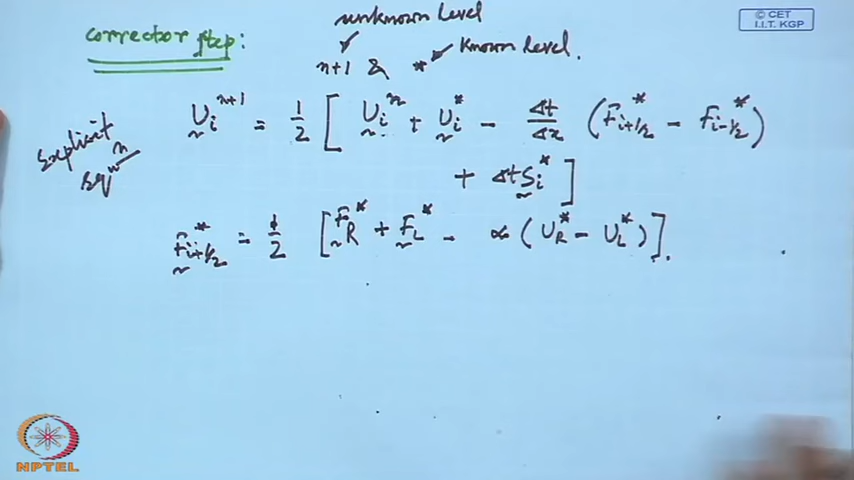 unknown level
© CET
I.I.T. KGP
corrector step:
n+1 & * known level.
U_i^{n+1} = 1/2 [ U_i^n + U_i^* - Δt/Δx (F_{i+1/2}^* - F_{i-1/2}^*)
Explicit
eq^n
+ Δt S_i^* ]
F_{i+1/2}^* = 1/2 [ F_R^* + F_L^* - α ( U_R^* - U_L^* ) ].
NPTEL